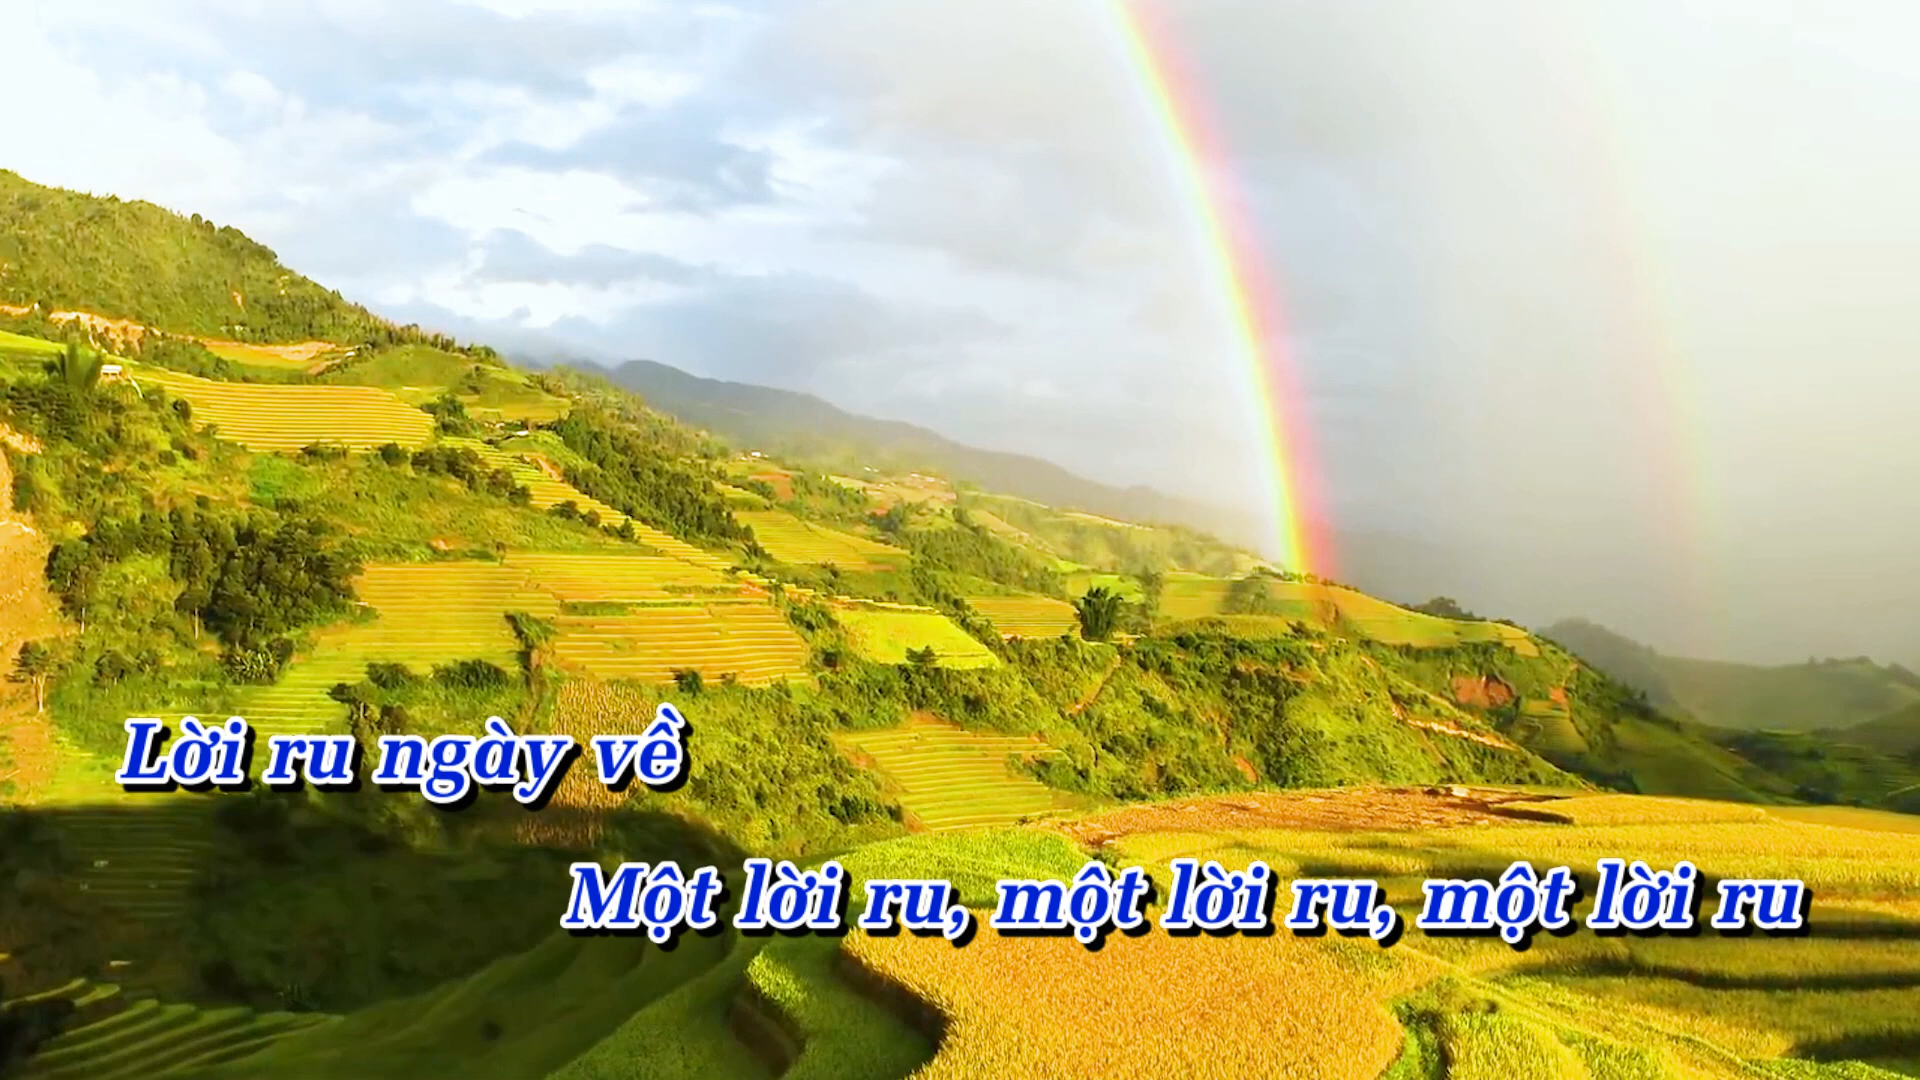 Lời ru ngày về
Một lời ru, một lời ru, một lời ru